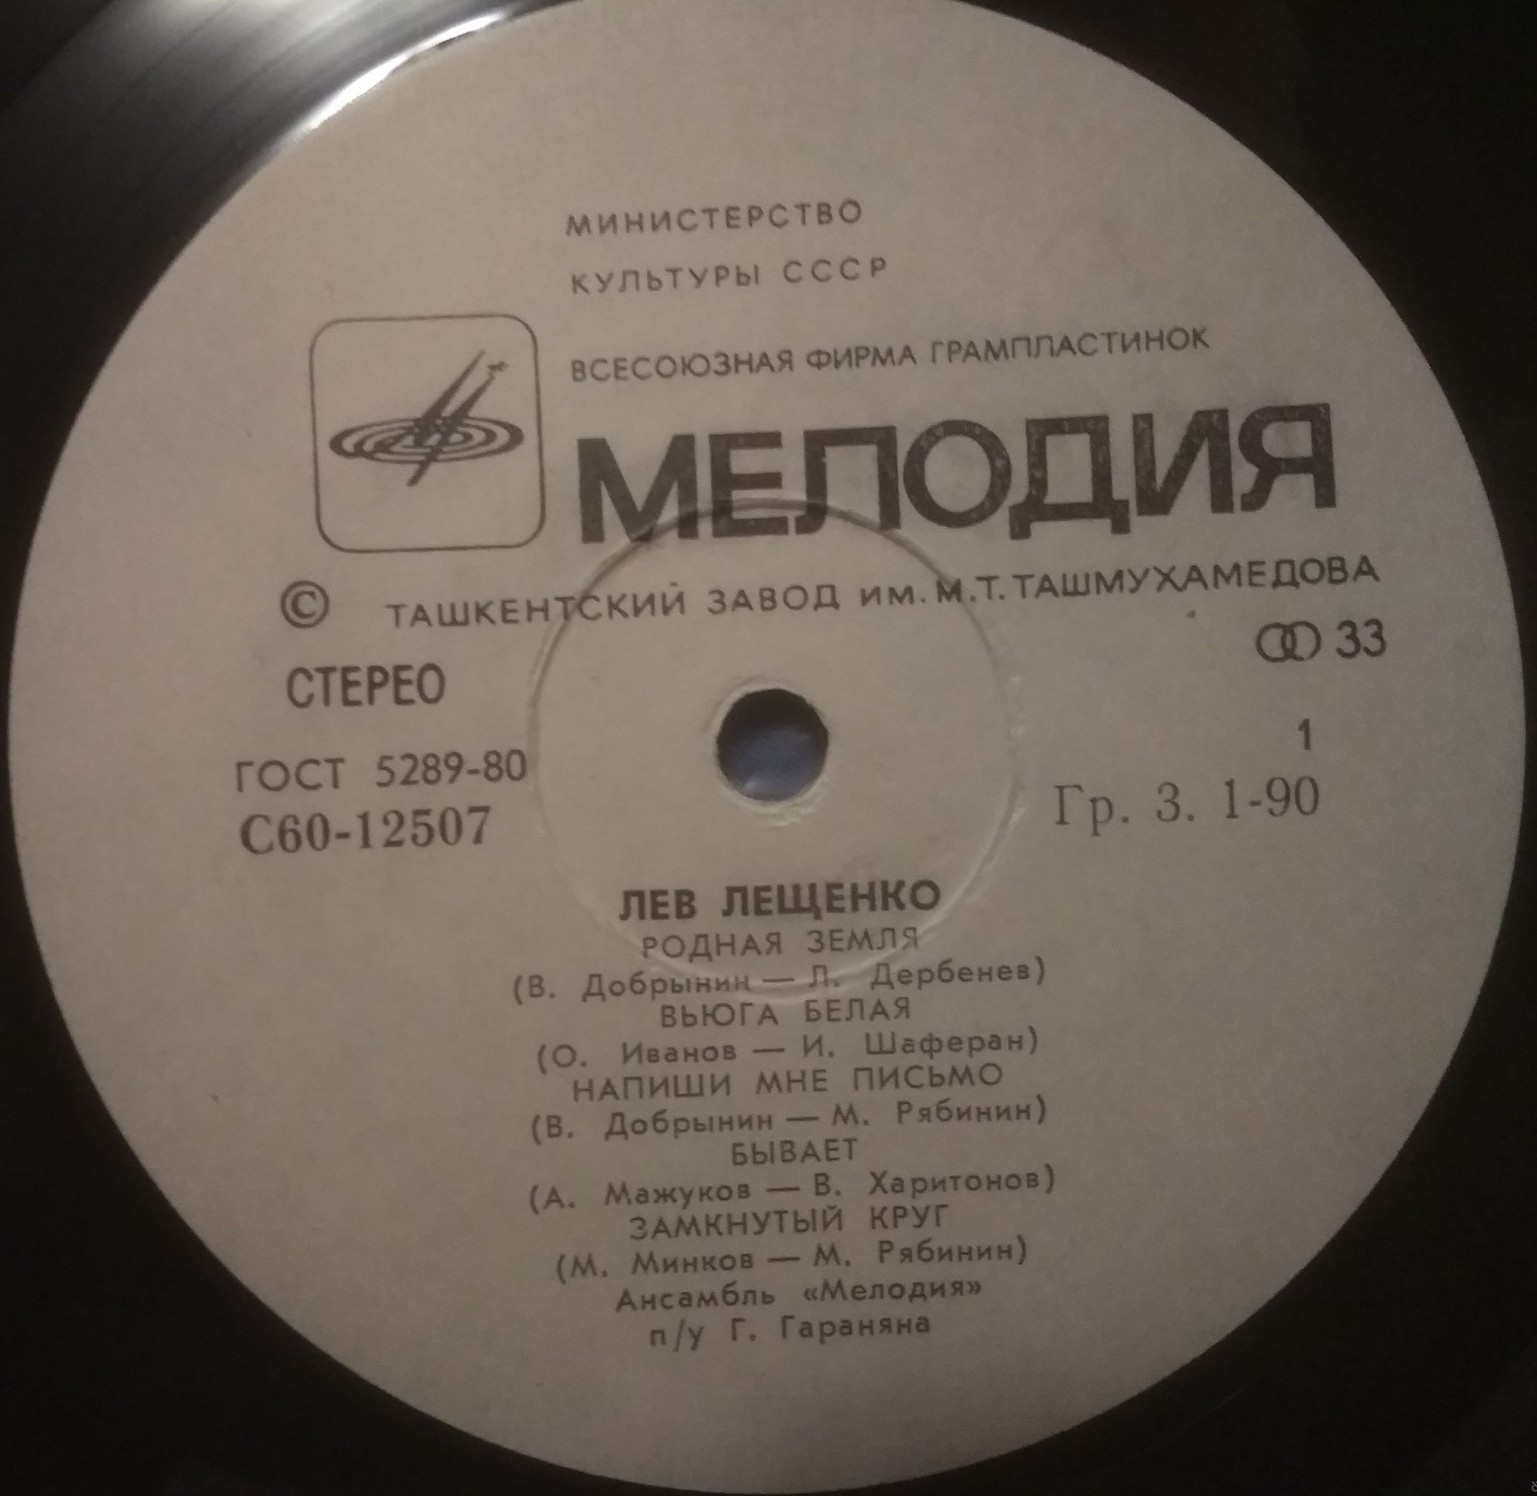 МИНИСТЕРСТВО
КУЛЬТУРЫ СССР
ВСЕСОЮЗНАЯ ФИРМА ГРАМПЛАСТИНОК
МЕЛОДИЯ
© ТАШКЕНТСКИЙ ЗАВОД ИМ. М.Т. ТАШМУХАМЕДОВА
33
СТЕРЕО
1
ГОСТ 5289-80
Гр. 3. 1-90
С60-12507
ЛЕВ ЛЕЩЕНКО
РОДНАЯ ЗЕМЛЯ
(В. Добрынин — Л. Дербенев)
ВЬЮГА БЕЛАЯ
(О. Иванов — И. Шаферан)
НАПИШИ МНЕ ПИСЬМО
(В. Добрынин — М. Рябинин)
БЫВАЕТ
(А. Мажуков — В. Харитонов)
ЗАМКНУТЫЙ КРУГ
(М. Минков — М. Рябинин)
Ансамбль «Мелодия»
п/у Г. Гараняна